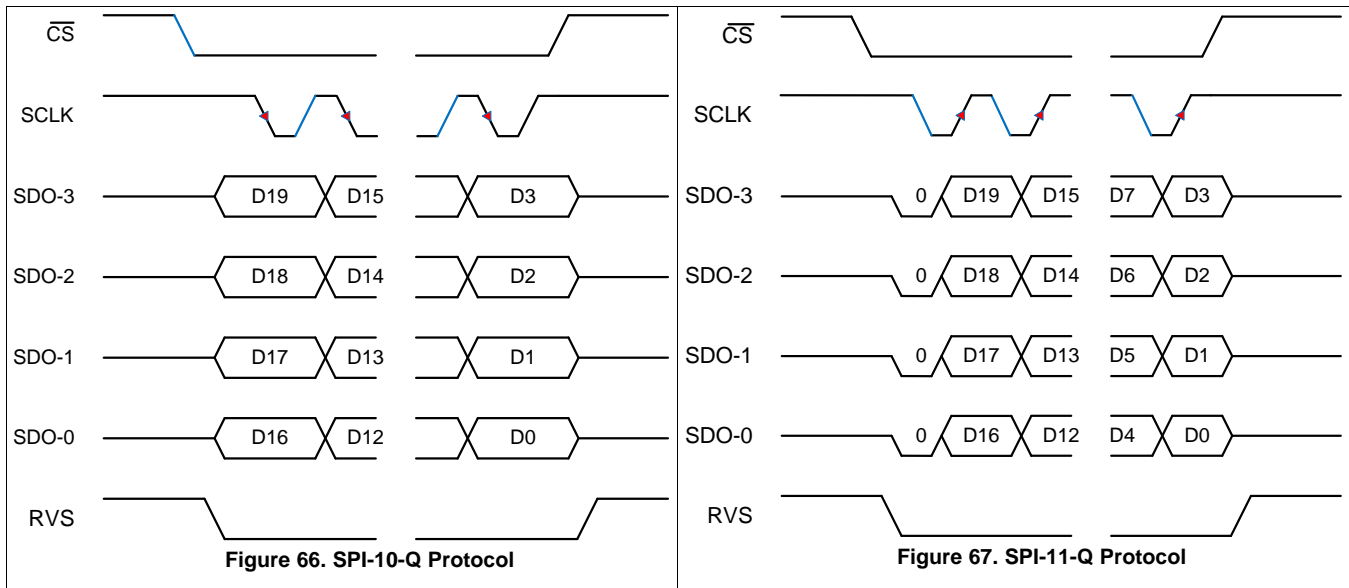 CS
SCLK
SDO-3 D19 D15 D3
SDO-2 D18 D14 D2
SDO-1 D17 D13 D1
SDO-0 D16 D12 D0
RVS
Figure 66. SPI-10-Q Protocol
CS
SCLK
SDO-3 0 D19 D15 D7 D3
SDO-2 0 D18 D14 D6 D2
SDO-1 0 D17 D13 D5 D1
SDO-0 0 D16 D12 D4 D0
RVS
Figure 67. SPI-11-Q Protocol